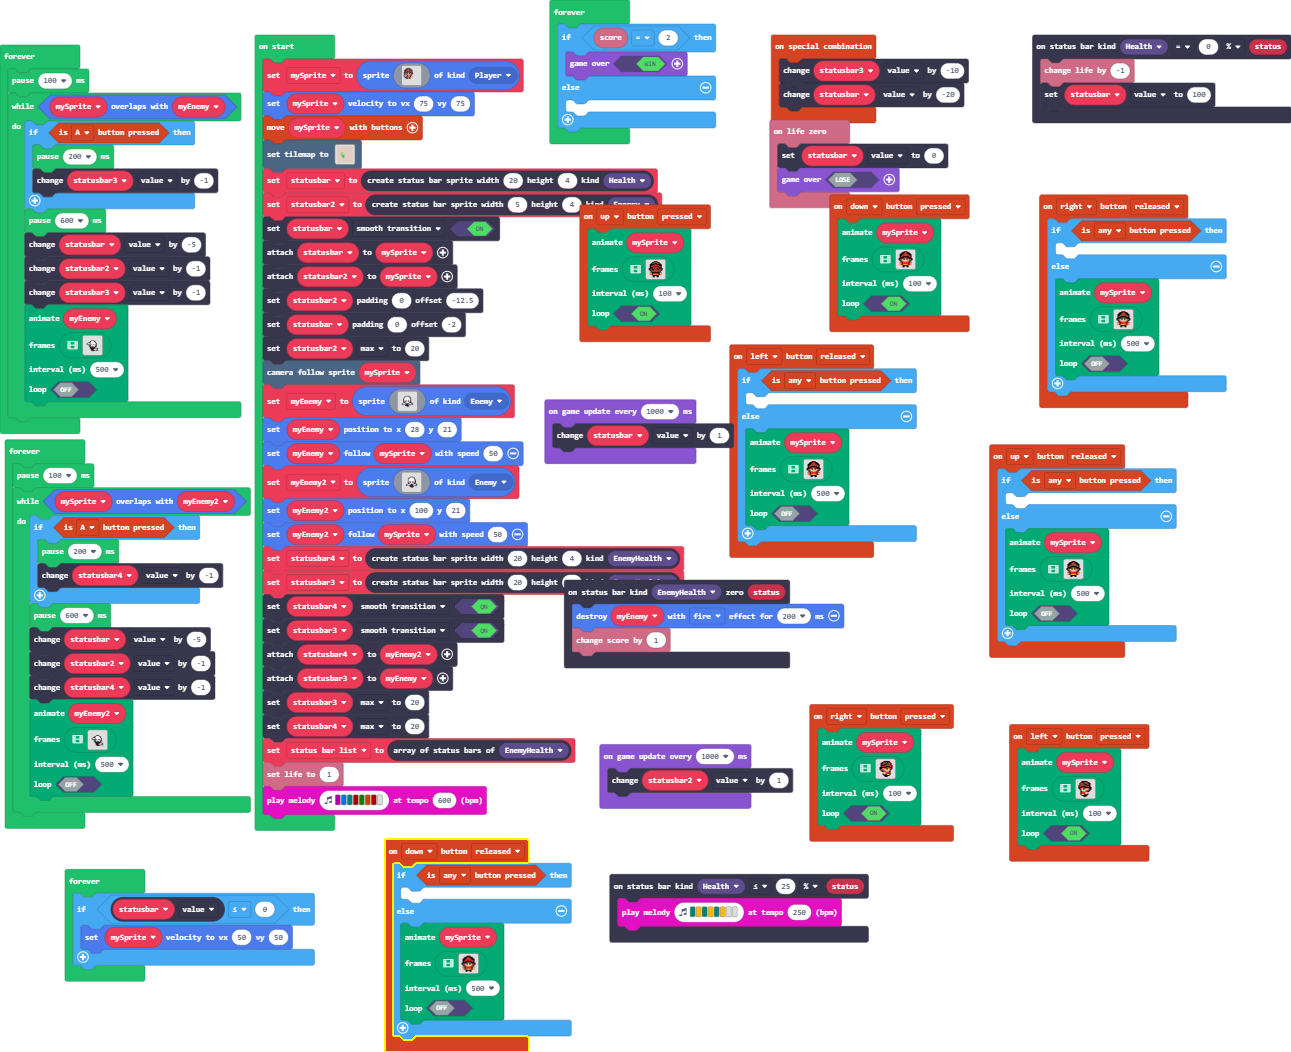 forever
pause 100 ms
while mySprite overlaps with myEnemy
do if is A button pressed then
pause 200 ms
change statusbar3 value by -1
pause 600 ms
change statusbar value by -5
change statusbar2 value by -1
change statusbar3 value by -1
animate myEnemy
frames
interval (ms) 500
loop OFF
forever
pause 100 ms
while mySprite overlaps with myEnemy2
do if is A button pressed then
pause 200 ms
change statusbar4 value by -1
pause 600 ms
change statusbar value by -5
change statusbar2 value by -1
change statusbar4 value by -1
animate myEnemy2
frames
interval (ms) 500
loop OFF
forever
if statusbar value ≤ 0 then
set mySprite velocity to vx 50 vy 50
on start
set mySprite to sprite of kind Player
set mySprite velocity to vx 75 vy 75
move mySprite with buttons
set tilemap to
set statusbar to create status bar sprite width 20 height 4 kind Health
set statusbar2 to create status bar sprite width 5 height 4
set statusbar smooth transition ON
attach statusbar to mySprite
attach statusbar2 to mySprite
set statusbar2 padding 0 offset -12.5
set statusbar padding 0 offset -2
set statusbar2 max to 20
camera follow sprite mySprite
set myEnemy to sprite of kind Enemy
set myEnemy position to x 28 y 21
set myEnemy follow mySprite with speed 50
set myEnemy2 to sprite of kind Enemy
set myEnemy2 position to x 100 y 21
set myEnemy2 follow mySprite with speed 50
set statusbar4 to create status bar sprite width 20 height 4 kind EnemyHealth
set statusbar3 to create status bar sprite width 20 height
set statusbar4 smooth transition ON
set statusbar3 smooth transition ON
attach statusbar4 to myEnemy2
attach statusbar3 to myEnemy
set statusbar3 max to 20
set statusbar4 max to 20
set status bar list to array of status bars of EnemyHealth
set life to 1
play melody at tempo 600 (bpm)
forever
if score = 2 then
game over WIN
else
on up button pressed
animate mySprite
frames
interval (ms) 100
loop ON
on game update every 1000 ms
change statusbar value by 1
on status bar kind EnemyHealth zero status
destroy myEnemy with fire effect for 200 ms
change score by 1
on game update every 1000 ms
change statusbar2 value by 1
on down button released
if is any button pressed then
else
animate mySprite
frames
interval (ms) 500
loop OFF
on status bar kind Health ≤ 25 % status
play melody at tempo 250 (bpm)
on special combination
change statusbar3 value by -10
change statusbar value by -20
on life zero
set statusbar value to 0
game over LOSE
on down button pressed
animate mySprite
frames
interval (ms) 100
loop ON
on left button released
if is any button pressed then
else
animate mySprite
frames
interval (ms) 500
loop OFF
on right button pressed
animate mySprite
frames
interval (ms) 100
loop ON
on status bar kind Health = 0 % status
change life by -1
set statusbar value to 100
on right button released
if is any button pressed then
else
animate mySprite
frames
interval (ms) 500
loop OFF
on up button released
if is any button pressed then
else
animate mySprite
frames
interval (ms) 500
loop OFF
on left button pressed
animate mySprite
frames
interval (ms) 100
loop ON